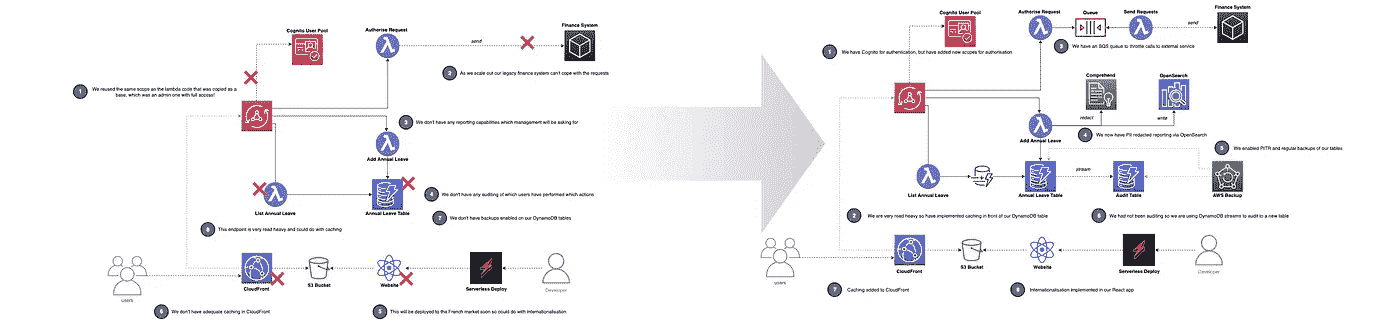 Cognito User Pool
Authorise Request
send
Finance System
1
We reused the same scope as the lambda code that was copied as a
base, which was an admin one with full access!
2
As we scale out our legacy finance system can't cope with the requests
3
We don't have any reporting capabilities which management will be asking for
Add Annual Leave
List Annual Leave
Annual Leave Table
4
We don't have any auditing of which users have performed which actions
7
We don't have backups enabled on our DynamoDB tables
8
This endpoint is very read heavy and could do with caching
users
CloudFront
S3 Bucket
Website
Serverless Deploy
Developer
6
We don't have adequate caching in CloudFront
5
This will be deployed to the French market soon so could do with internationalisation
Cognito User Pool
Authorise Request
Queue
Send Requests
send
Finance System
1
We have Cognito for authentication, but have added new scopes for authorisation
3
We have an SQS queue to throttle calls to external service
Comprehend
OpenSearch
redact
write
Add Annual Leave
4
We now have PII redacted reporting via OpenSearch
5
We enabled PITR and regular backups of our tables
List Annual Leave
Annual Leave Table
stream
Audit Table
AWS Backup
2
We are very read heavy so have implemented caching in front of our DynamoDB table
We had not been auditing so we are using DynamoDB streams to audit to a new table
users
CloudFront
S3 Bucket
Website
Serverless Deploy
Developer
7
Caching added to CloudFront
Internationalisation implemented in our React app